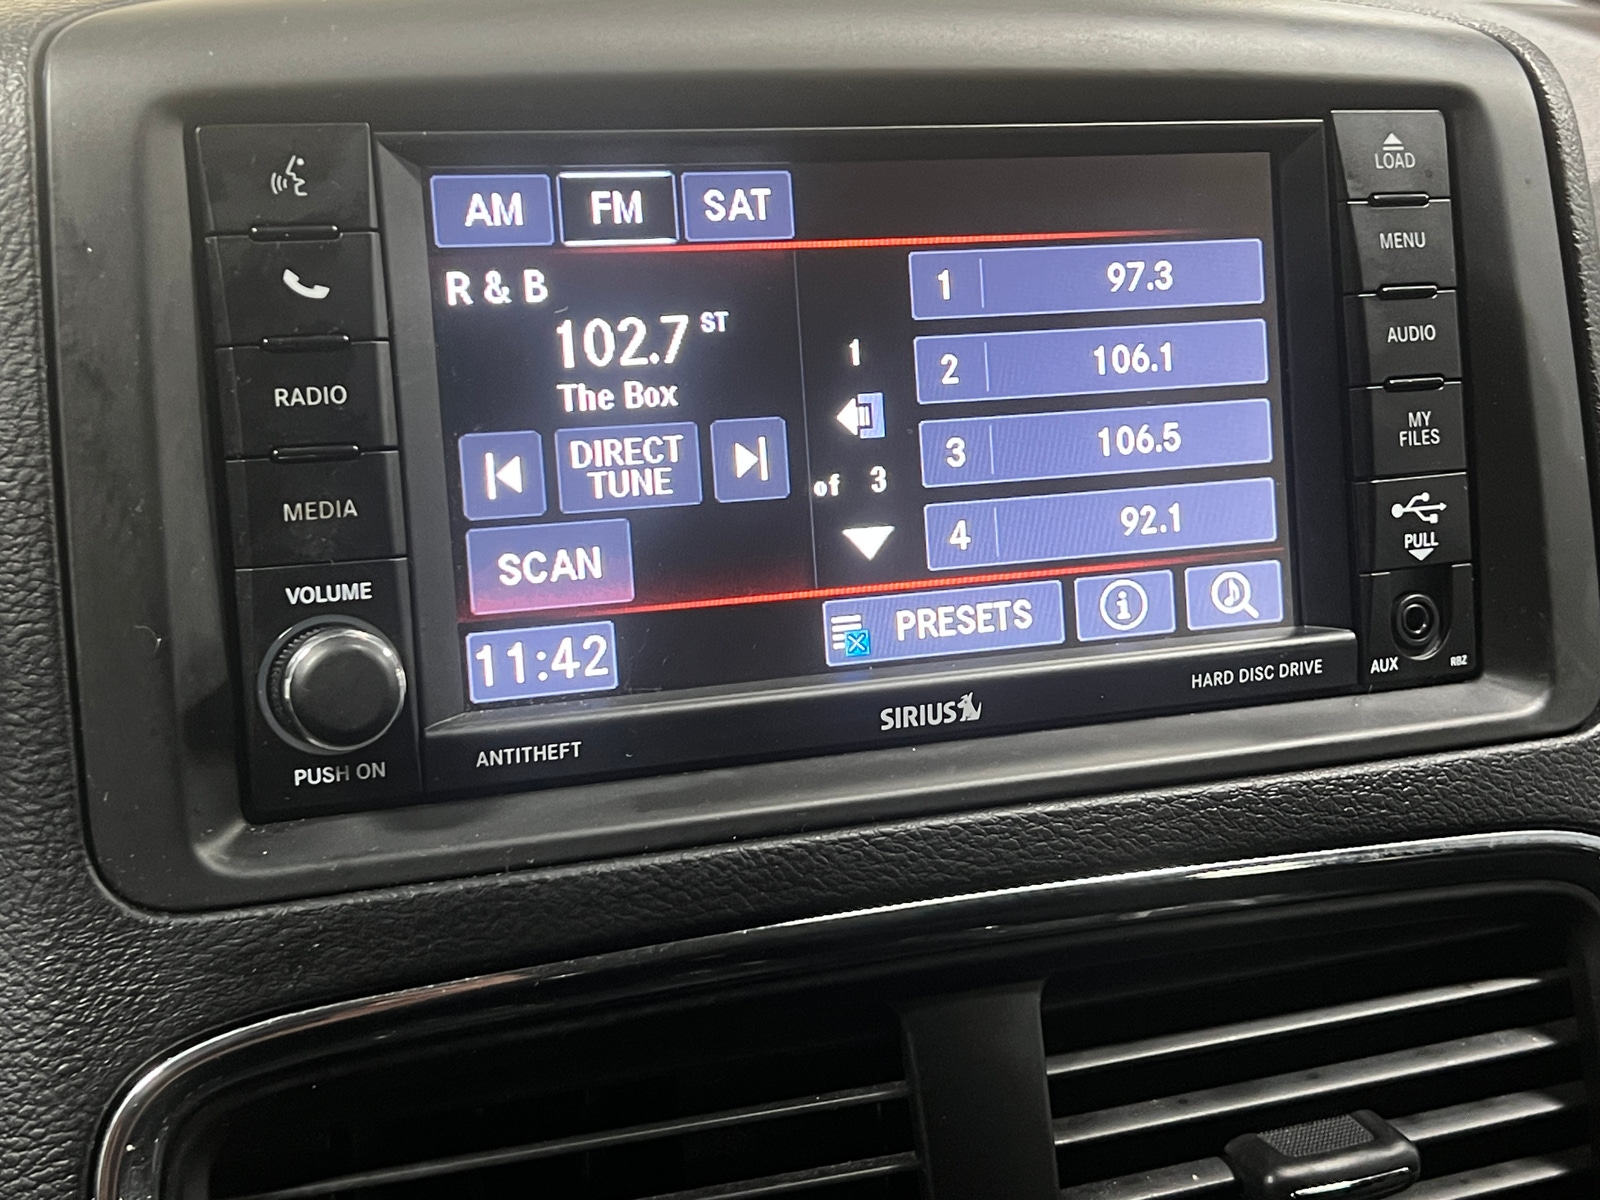 AM FM SAT
R & B
102.7 ST
The Box
DIRECT
TUNE
SCAN
11:42
1
of 3
1 97.3
2 106.1
3 106.5
4 92.1
PRESETS
RADIO
MEDIA
VOLUME
PUSH ON
LOAD
MENU
AUDIO
MY
FILES
PULL
AUX
RBZ
ANTITHEFT
SIRIUS
HARD DISC DRIVE